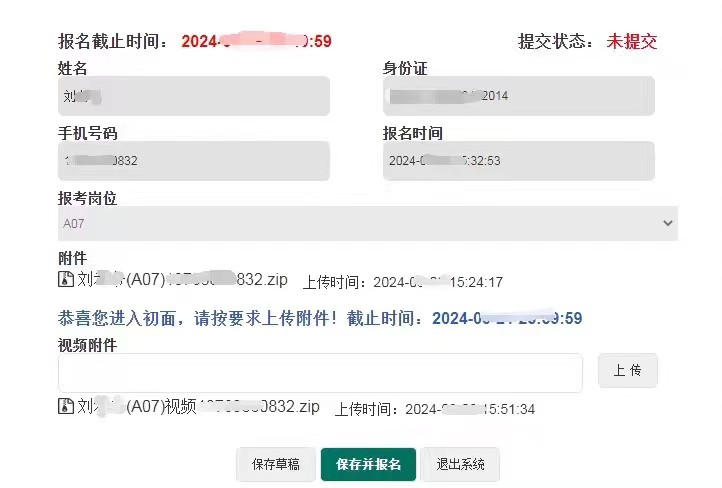 报名截止时间： 2024- :59
提交状态： 未提交
姓名
身份证
刘
2014
手机号码
报名时间
1 0832
2024- :32:53
报考岗位
A07
附件
刘 (A07) 832.zip 上传时间：2024- 15:24:17
恭喜您进入初面，请按要求上传附件！截止时间：2024- :59
视频附件
上 传
刘 (A07)视频 0832.zip 上传时间：2024- 15:51:34
保存草稿 保存并报名 退出系统